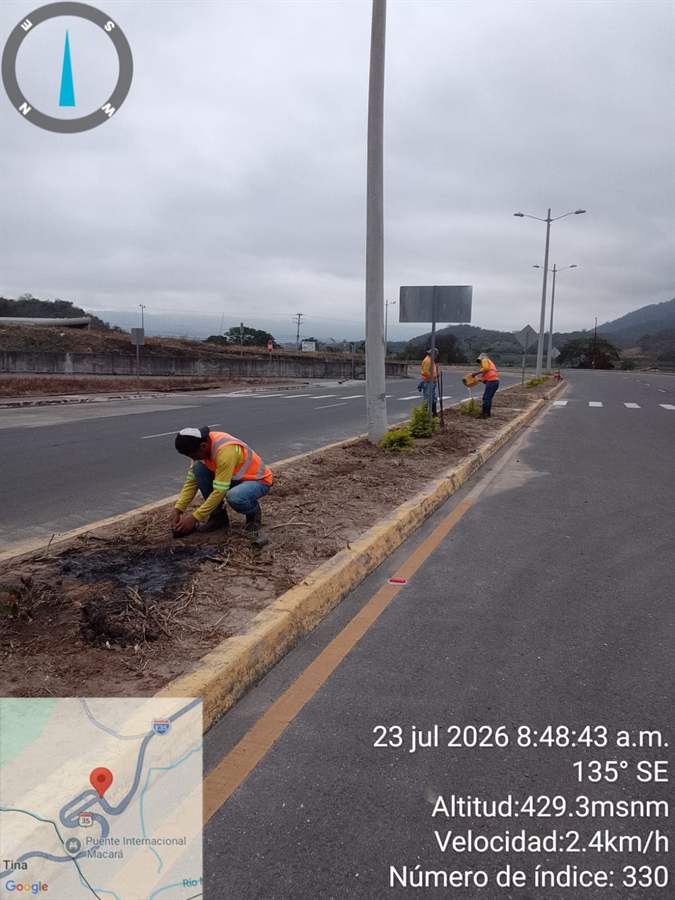 E
S
N
W
23 jul 2026 8:48:43 a.m.
135° SE
Altitud:429.3msnm
Velocidad:2.4km/h
Número de índice: 330
35
Puente Internacional
Macará
Tina
Google
Rio